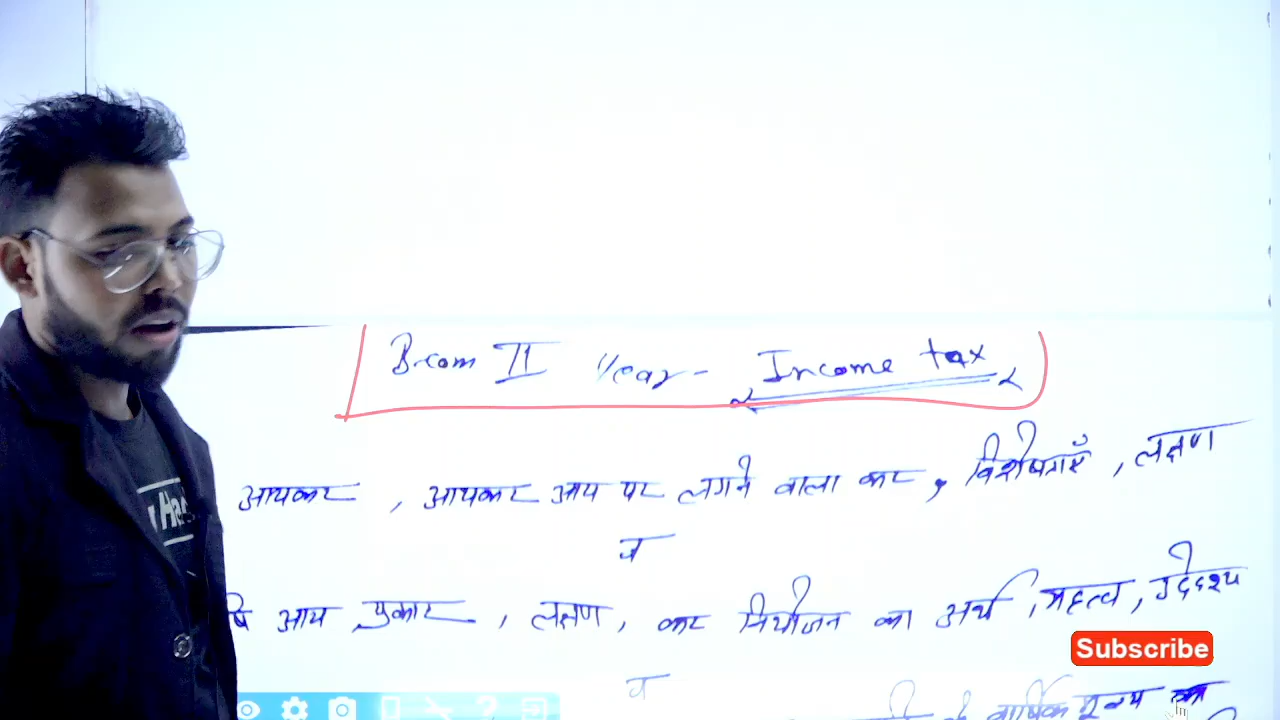 B.com II Year - Income tax
आयकर, आयकर आय पर लगने वाला कर, विशेषताएँ, लक्षण
व
षि आय प्रकार, लक्षण, कर नियोजन का अर्थ, महत्व, उद्देश्य
Subscribe
व
वार्षिक मूल्य का